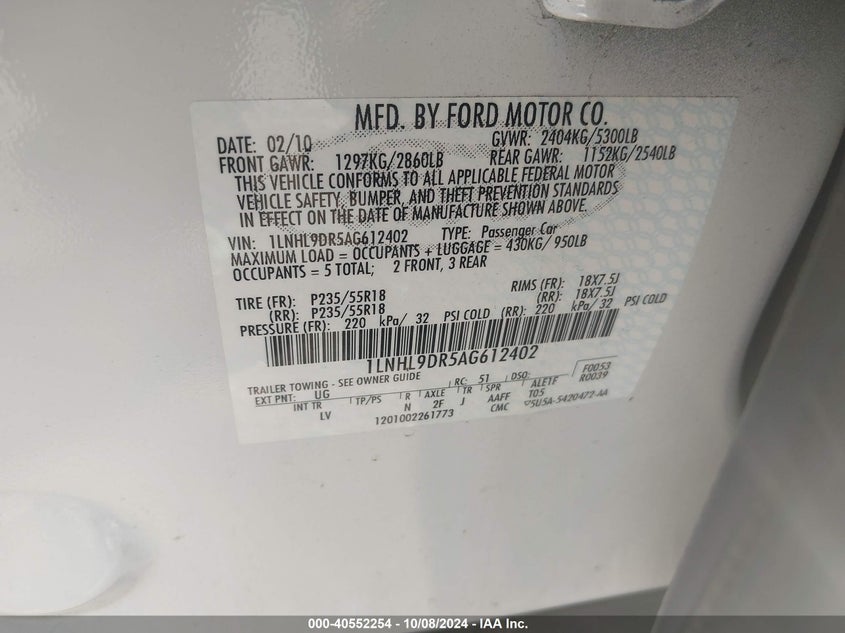 MFD. BY FORD MOTOR CO.
DATE: 02/10 GVWR: 2404KG/5300LB
FRONT GAWR: 1297KG/2860LB REAR GAWR: 1152KG/2540LB
THIS VEHICLE CONFORMS TO ALL APPLICABLE FEDERAL MOTOR
VEHICLE SAFETY, BUMPER, AND THEFT PREVENTION STANDARDS
IN EFFECT ON THE DATE OF MANUFACTURE SHOWN ABOVE.
VIN: 1LNHL9DR5AG612402 TYPE: Passenger Car
MAXIMUM LOAD = OCCUPANTS + LUGGAGE = 430KG/ 950LB
OCCUPANTS = 5 TOTAL; 2 FRONT, 3 REAR
TIRE (FR): P235/55R18 RIMS (FR): 18X7.5J
(RR): P235/55R18 (RR): 18X7.5J
PRESSURE (FR): 220 kPa/ 32 PSI COLD (RR): 220 kPa/ 32 PSI COLD
1LNHL9DR5AG612402
TRAILER TOWING - SEE OWNER GUIDE RC: 51 DSO: F0053
EXT PNT: UG R AXLE TR SPR ALETF R0039
INT TR TP/PS N 2F J AAFF T05
LV 1201002261773 CMC 5U5A-5420472-AA
000-40552254 - 10/08/2024 - IAA Inc.